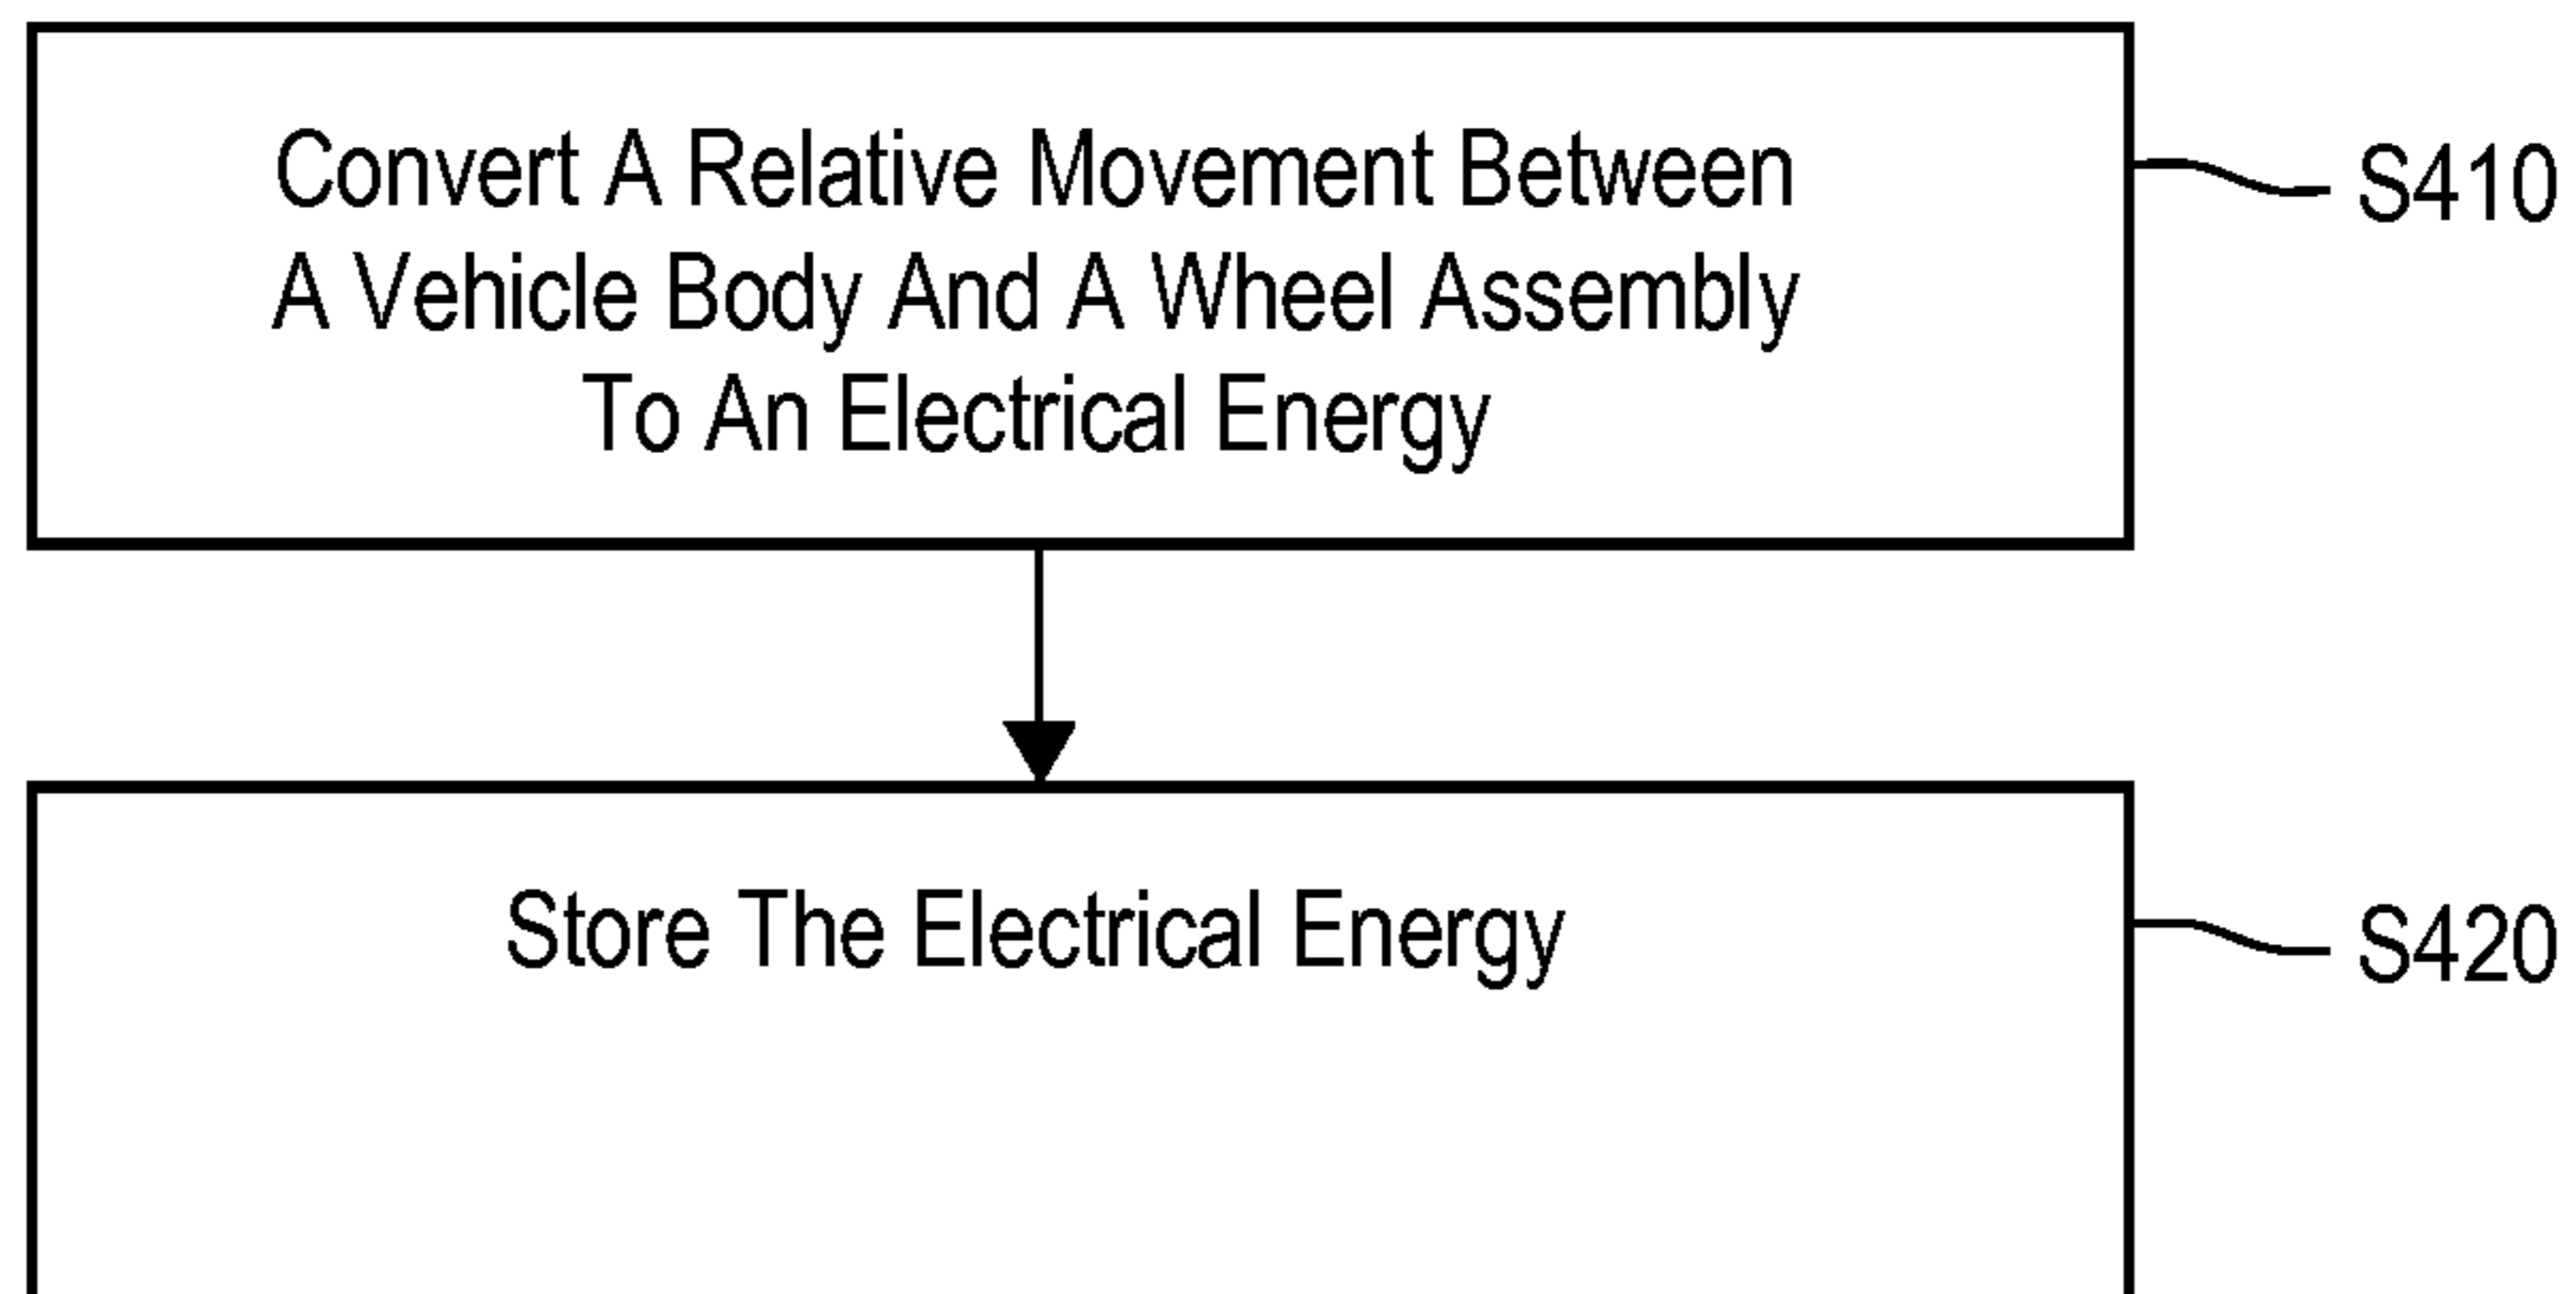 Convert A Relative Movement Between
A Vehicle Body And A Wheel Assembly
To An Electrical Energy
S410
Store The Electrical Energy
S420